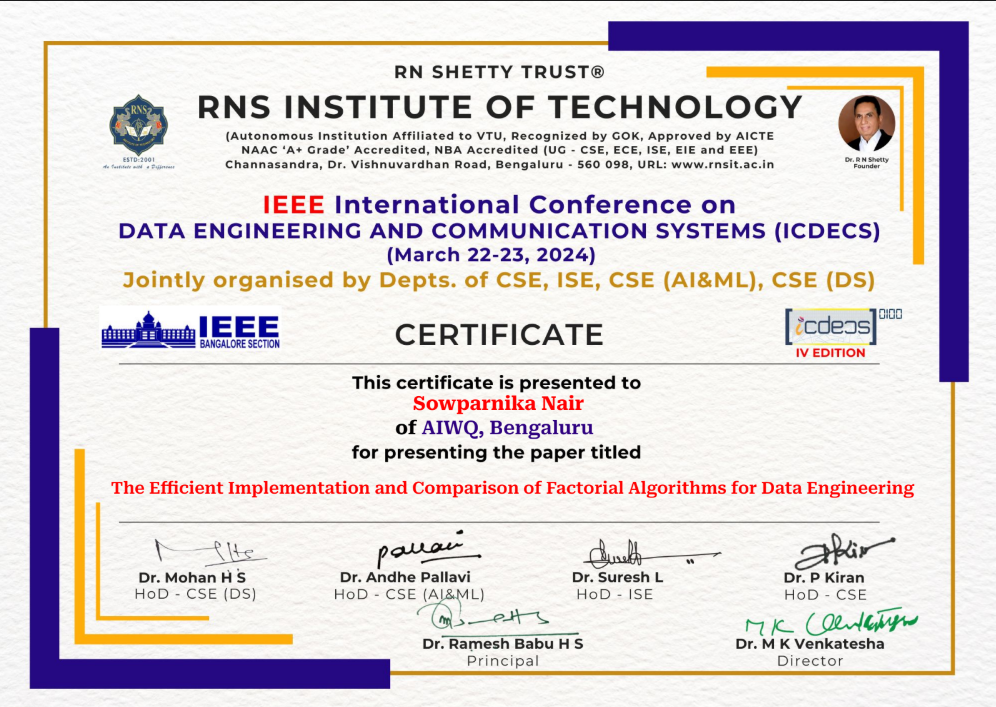 RN SHETTY TRUST®
RNS INSTITUTE OF TECHNOLOGY
(Autonomous Institution Affiliated to VTU, Recognized by GOK, Approved by AICTE
NAAC ‘A+ Grade’ Accredited, NBA Accredited (UG - CSE, ECE, ISE, EIE and EEE)
Channasandra, Dr. Vishnuvardhan Road, Bengaluru - 560 098, URL: www.rnsit.ac.in
RNS
ESTD:2001
An Institute with a Difference
Dr. R N Shetty
Founder
IEEE International Conference on
DATA ENGINEERING AND COMMUNICATION SYSTEMS (ICDECS)
(March 22-23, 2024)
Jointly organised by Depts. of CSE, ISE, CSE (AI&ML), CSE (DS)
IEEE
BANGALORE SECTION
CERTIFICATE
icdecs 0100
IV EDITION
This certificate is presented to
Sowparnika Nair
of AIWQ, Bengaluru
for presenting the paper titled
The Efficient Implementation and Comparison of Factorial Algorithms for Data Engineering
Pallavi
Dr. Mohan H S
HoD - CSE (DS)
Dr. Andhe Pallavi
HoD - CSE (AI&ML)
Dr. Suresh L
HoD - ISE
Dr. P Kiran
HoD - CSE
MK Venkatesha
Dr. Ramesh Babu H S
Principal
Dr. M K Venkatesha
Director